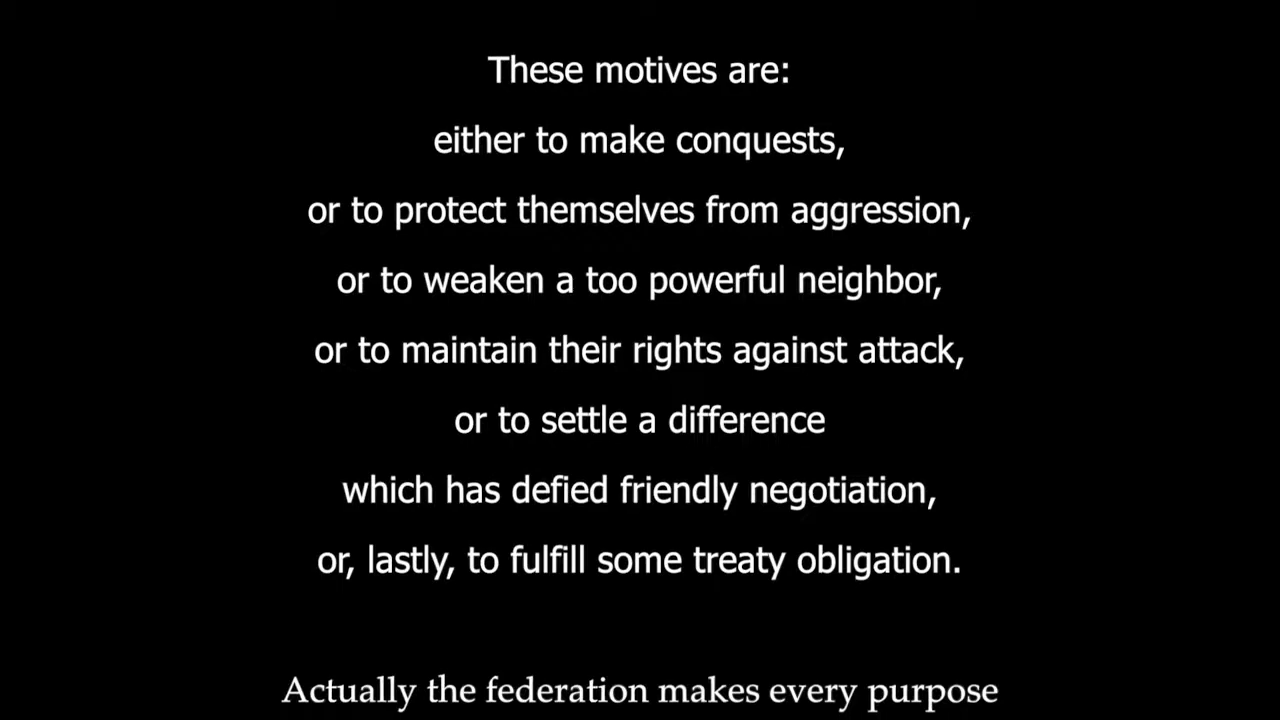 These motives are:
either to make conquests,
or to protect themselves from aggression,
or to weaken a too powerful neighbor,
or to maintain their rights against attack,
or to settle a difference
which has defied friendly negotiation,
or, lastly, to fulfill some treaty obligation.
Actually the federation makes every purpose